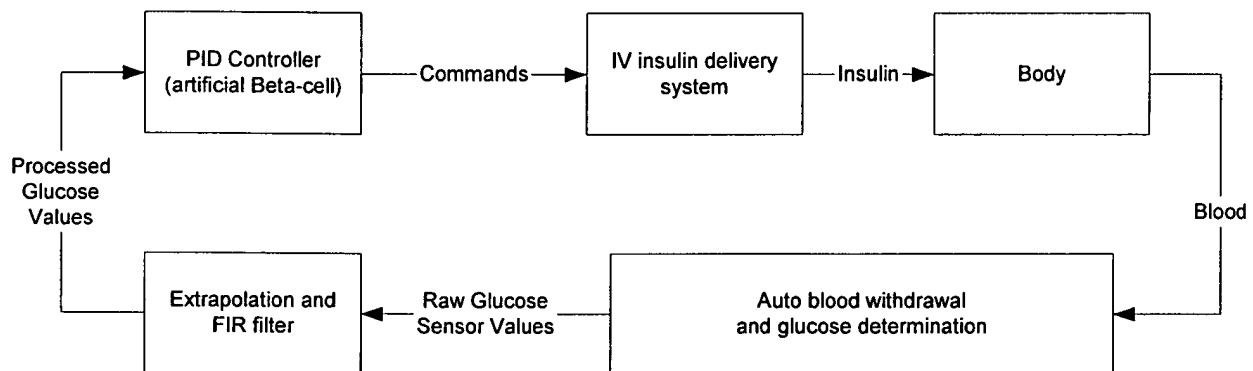 PID Controller
(artificial Beta-cell)
Commands
IV insulin delivery
system
Insulin
Body
Processed
Glucose
Values
Blood
Extrapolation and
FIR filter
Raw Glucose
Sensor Values
Auto blood withdrawal
and glucose determination